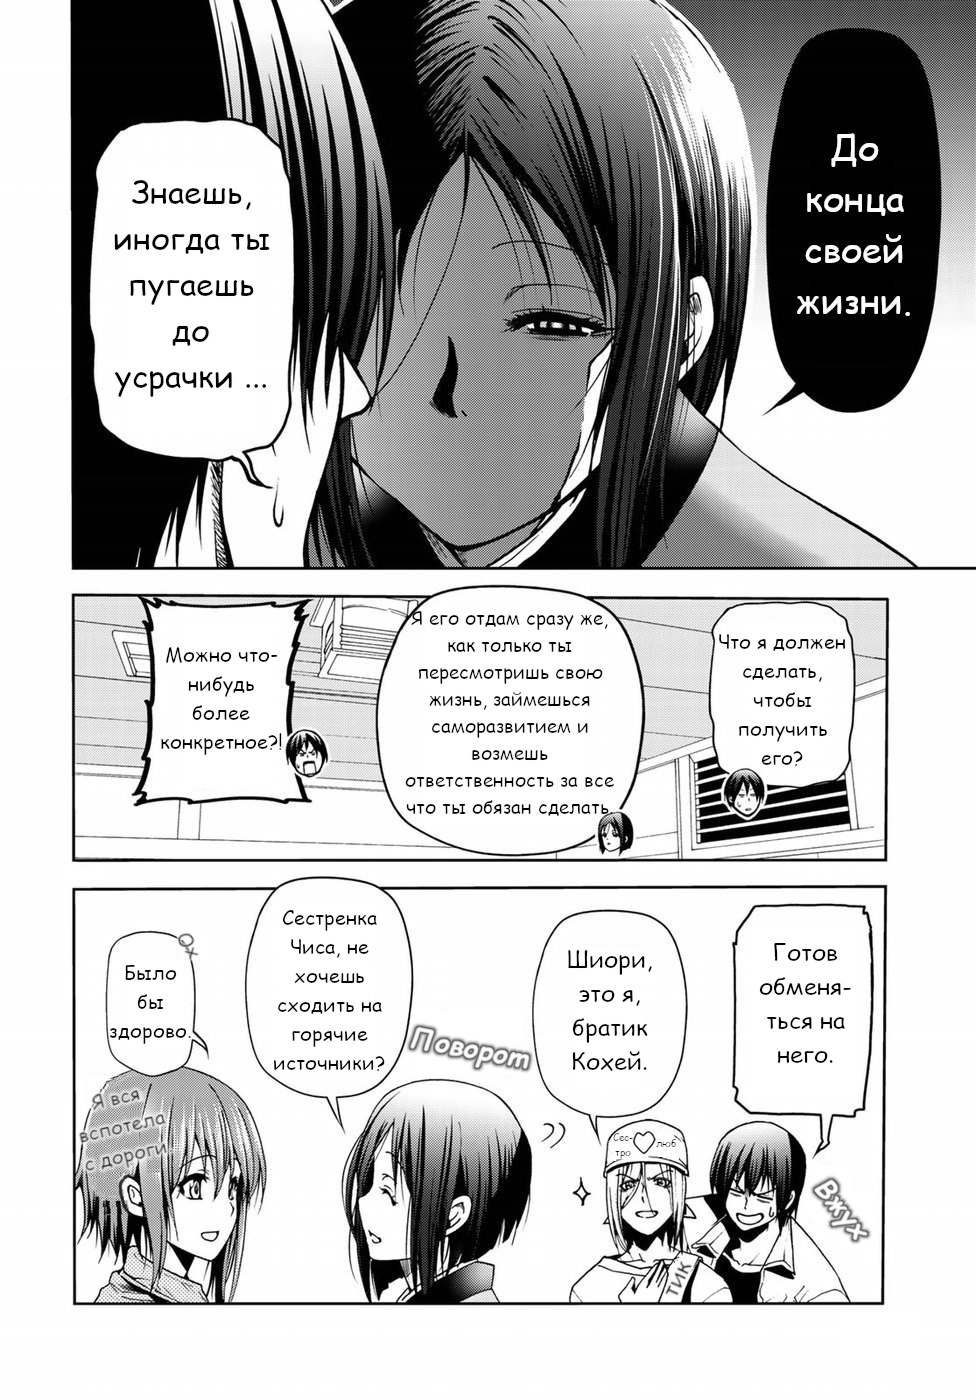 До
конца
своей
жизни.
Знаешь,
иногда ты
пугаешь
до
усрачки ...
Что я должен
сделать,
чтобы
получить
его?
Я его отдам сразу же,
как только ты
пересмотришь свою
жизнь, займешься
саморазвитием и
возмешь
ответственность за все
что ты обязан сделать.
Можно что-
нибудь
более
конкретное?!
Готов
обменя-
ться на
него.
Вжух
Шиори,
это я,
братик
Кохей.
Сес-
тро
люб
тик
Поворот
Сестренка
Чиса, не
хочешь
сходить на
горячие
источники?
Было
бы
здорово.
Я вся
вспотела
с дороги.